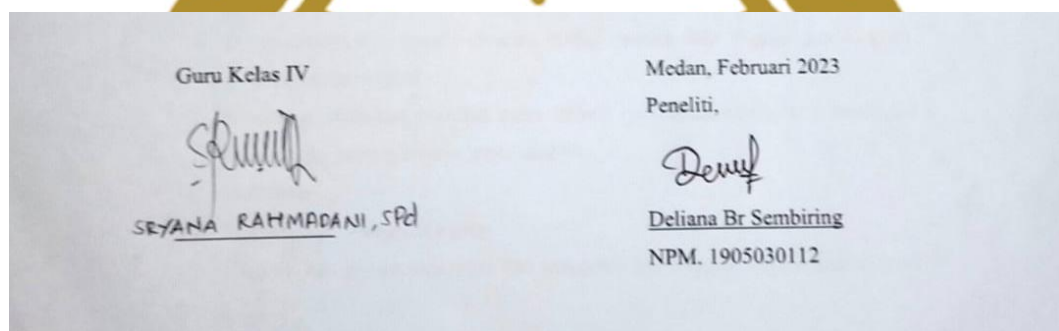 Guru Kelas IV
SRYANA RAHMADANI, SPd
Medan, Februari 2023
Peneliti,
Deliana Br Sembiring
NPM. 1905030112